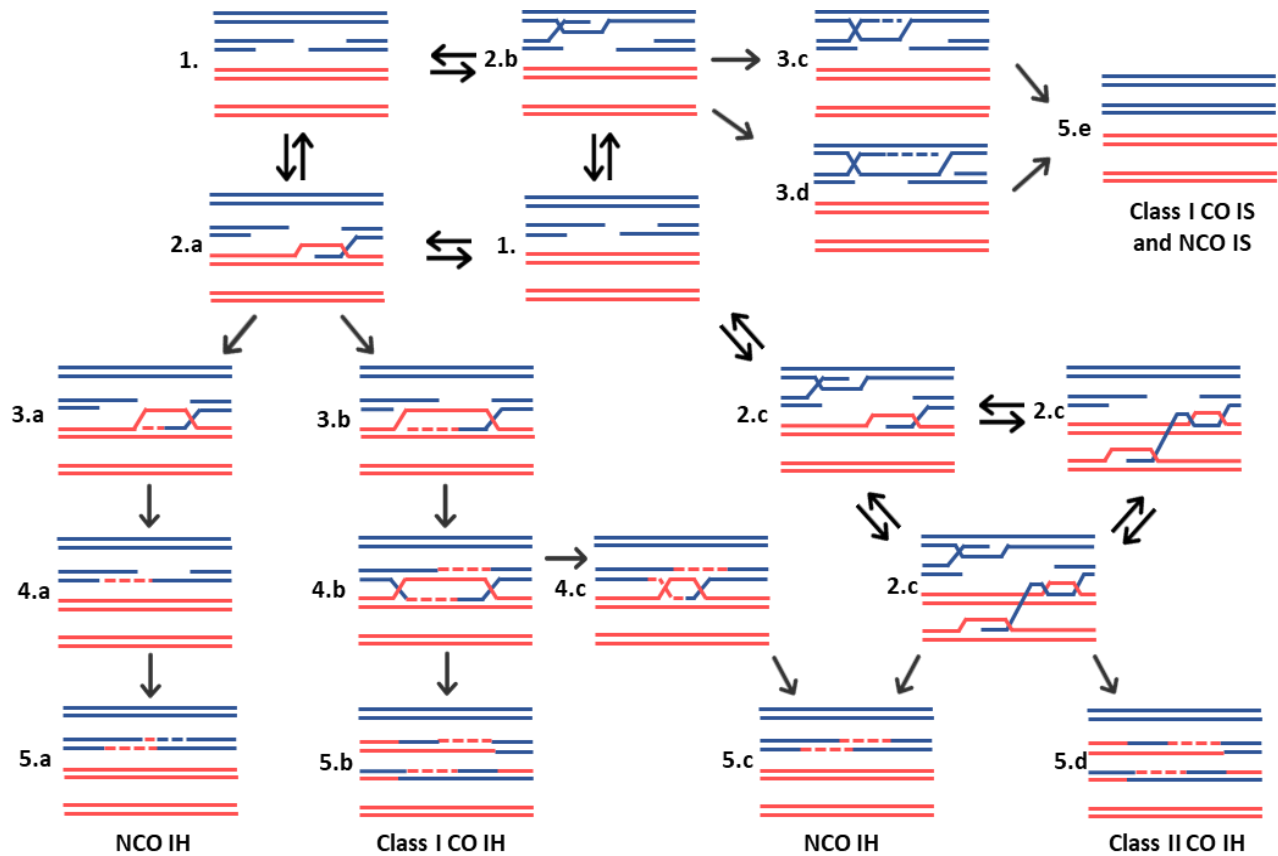 1.
2.b
3.c
5.e
3.d
Class I CO IS
and NCO IS
2.a
1.
3.a
3.b
2.c
2.c
4.a
4.b
4.c
2.c
5.a
5.b
5.c
5.d
NCO IH
Class I CO IH
NCO IH
Class II CO IH